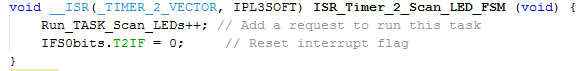 void __ISR(_TIMER_2_VECTOR, IPL3SOFT) ISR_Timer_2_Scan_LED_FSM (void) {
Run_TASK_Scan_LEDs++; // Add a request to run this task
IFS0bits.T2IF = 0; // Reset interrupt flag
}